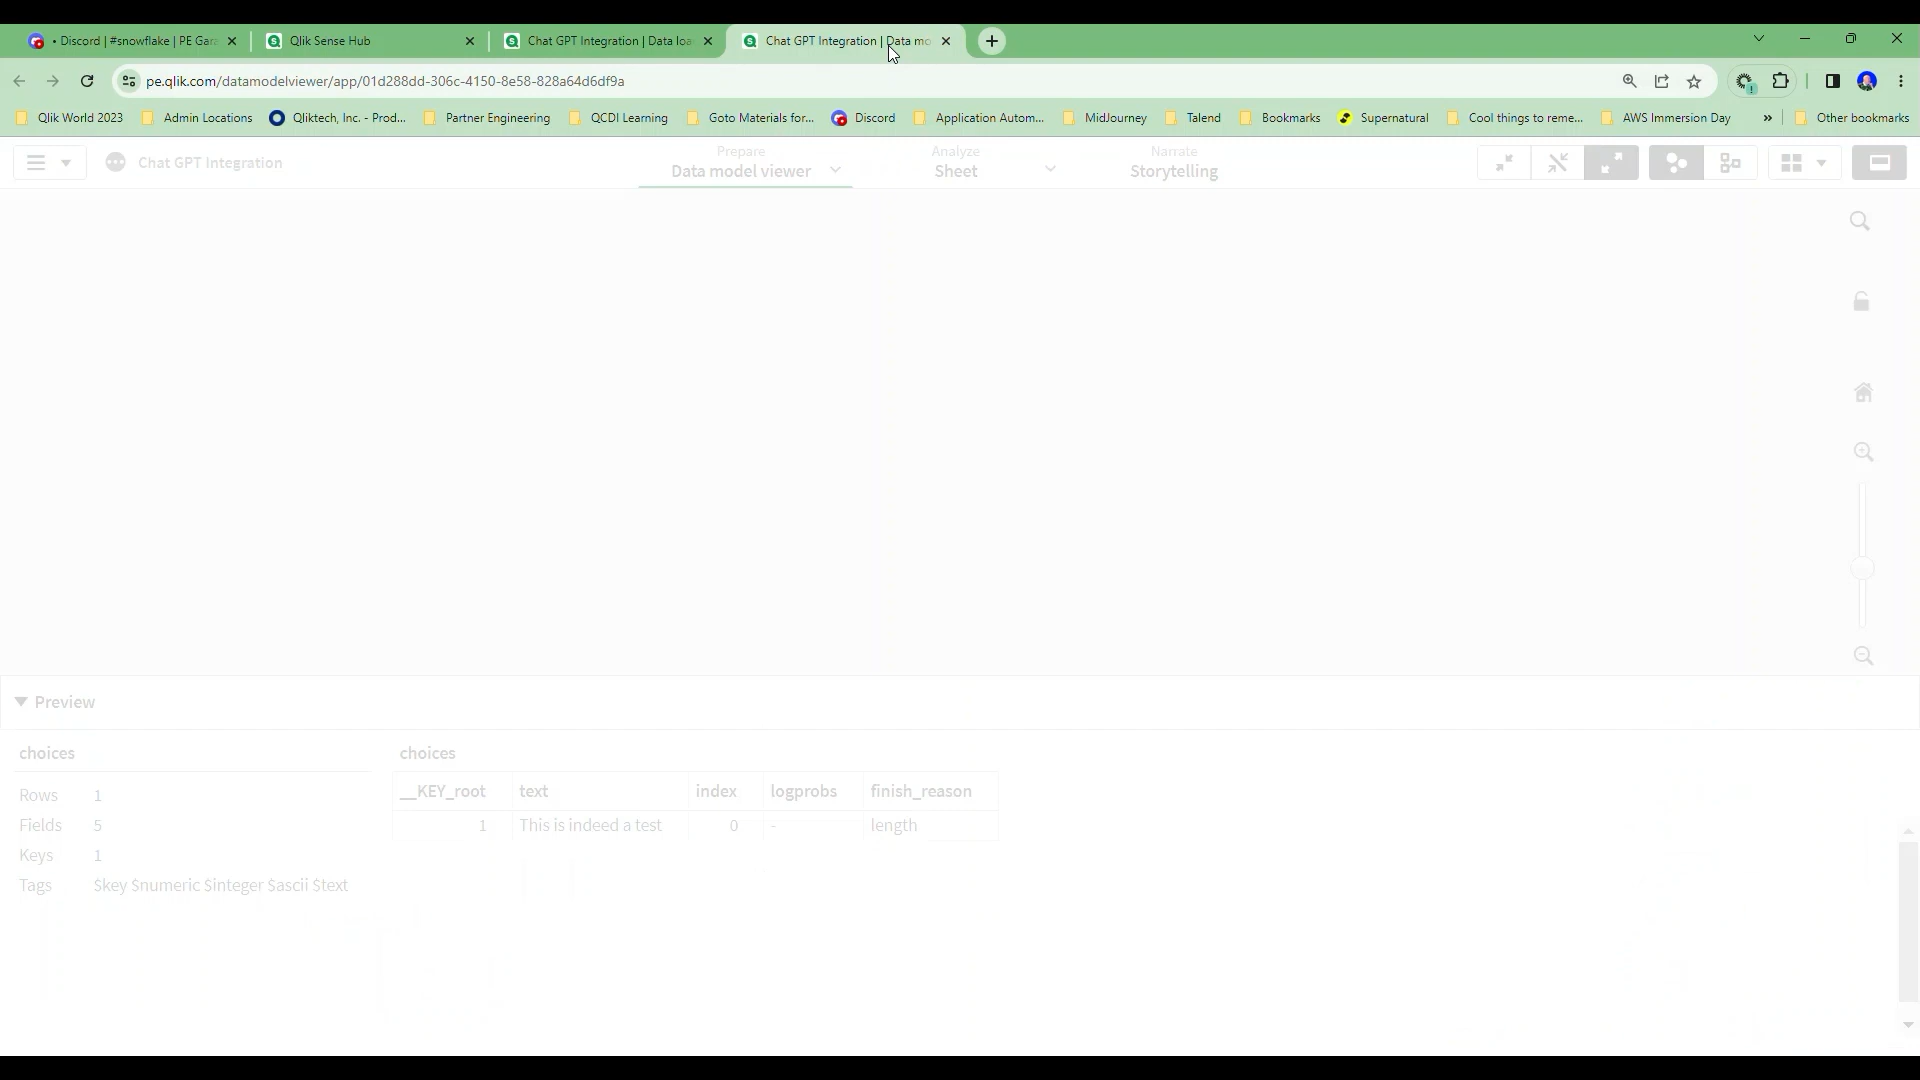 • Discord | #snowflake | PE Gara
Qlik Sense Hub
Chat GPT Integration | Data loa
Chat GPT Integration | Data mo
pe.qlik.com/datamodelviewer/app/01d288dd-306c-4150-8e58-828a64d6df9a
Qlik World 2023
Admin Locations
Qliktech, Inc. - Prod...
Partner Engineering
QCDI Learning
Goto Materials for...
Discord
Application Autom...
MidJourney
Talend
Bookmarks
Supernatural
Cool things to reme...
AWS Immersion Day
»
Other bookmarks
Chat GPT Integration
Prepare
Data model viewer
Analyze
Sheet
Narrate
Storytelling
Preview
choices
Rows 1
Fields 5
Keys 1
Tags $key $numeric $integer $ascii $text
choices
__KEY_root text index logprobs finish_reason
1 This is indeed a test 0 - length